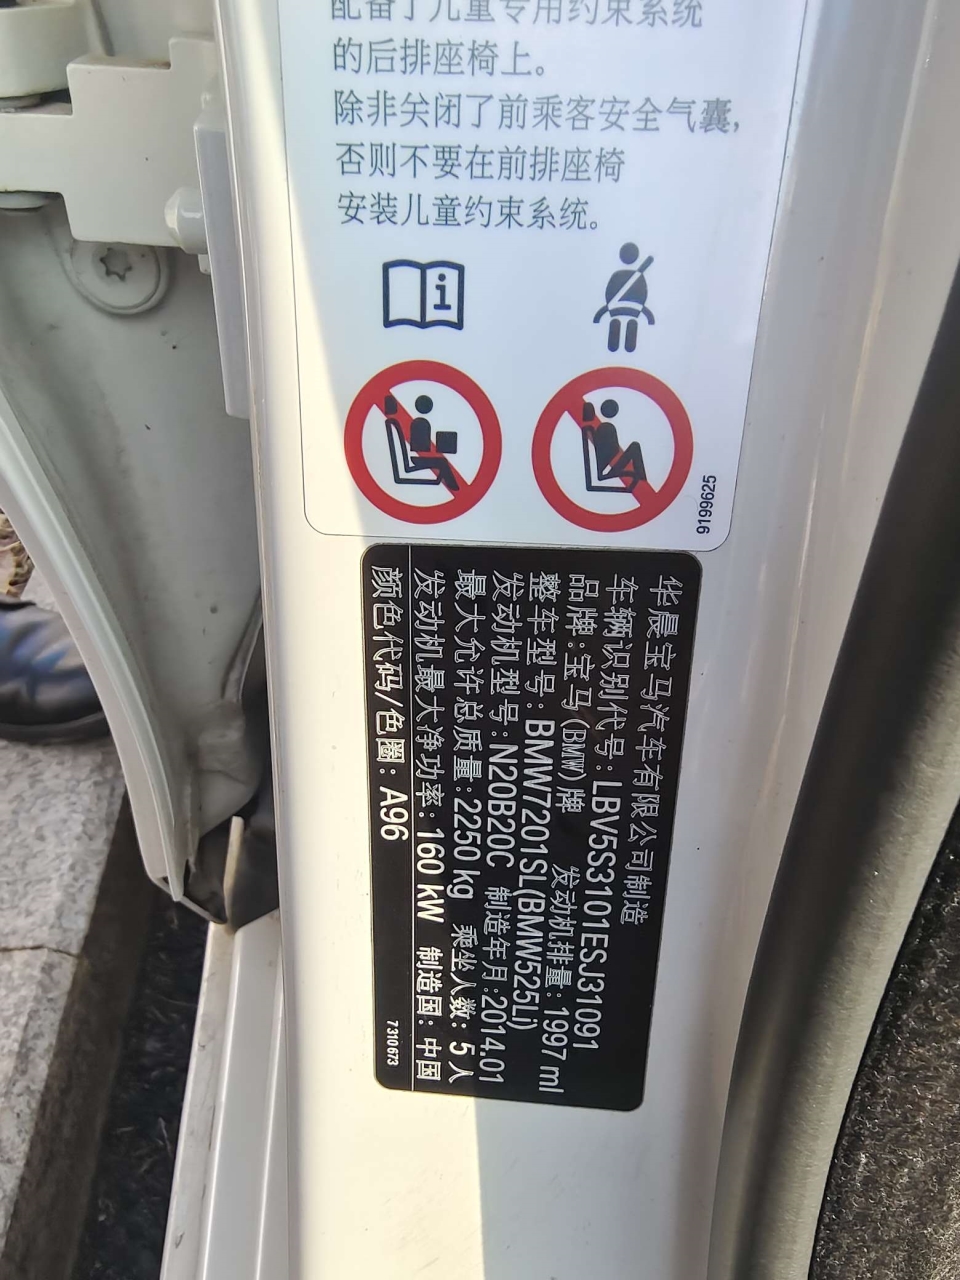 配备了儿童专用约束系统
的后排座椅上。
除非关闭了前乘客安全气囊，
否则不要在前排座椅
安装儿童约束系统。
9199625
华晨宝马汽车有限公司制造
车辆识别代号：LBV5S3101ESJ31091
品牌：宝马(BMW)牌 发动机排量：1997 ml
整车型号：BMW7201SL(BMW525Li)
发动机型号：N20B20C 制造年月：2014.01
最大允许总质量：2250 kg 乘坐人数：5人
发动机最大净功率：160 kW 制造国：中国
颜色代码/色圈：A96
7 310 673